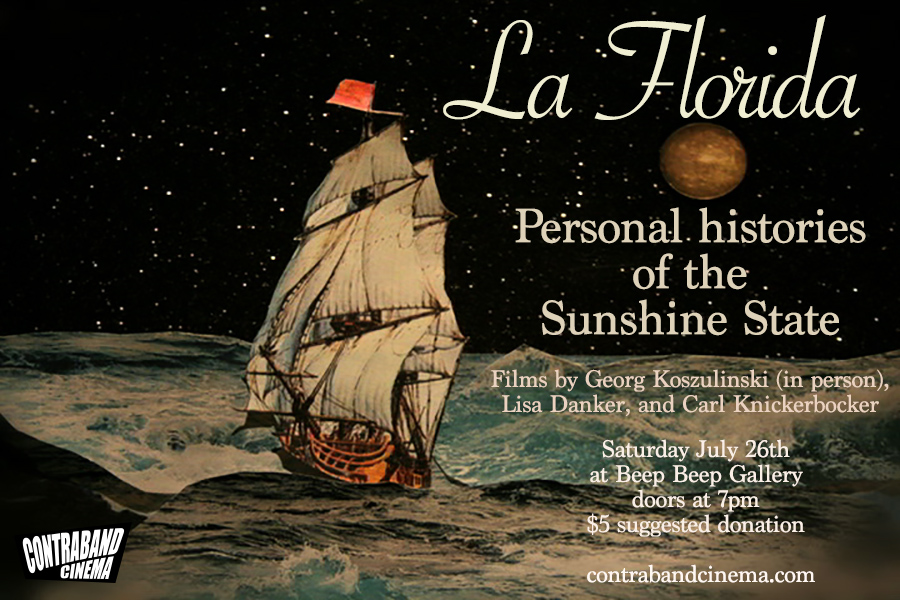 La Florida
Personal histories
of the
Sunshine State
Films by Georg Koszulinski (in person),
Lisa Danker, and Carl Knickerbocker
Saturday July 26th
at Beep Beep Gallery
doors at 7pm
$5 suggested donation
contrabandcinema.com
CONTRABAND
CINEMA